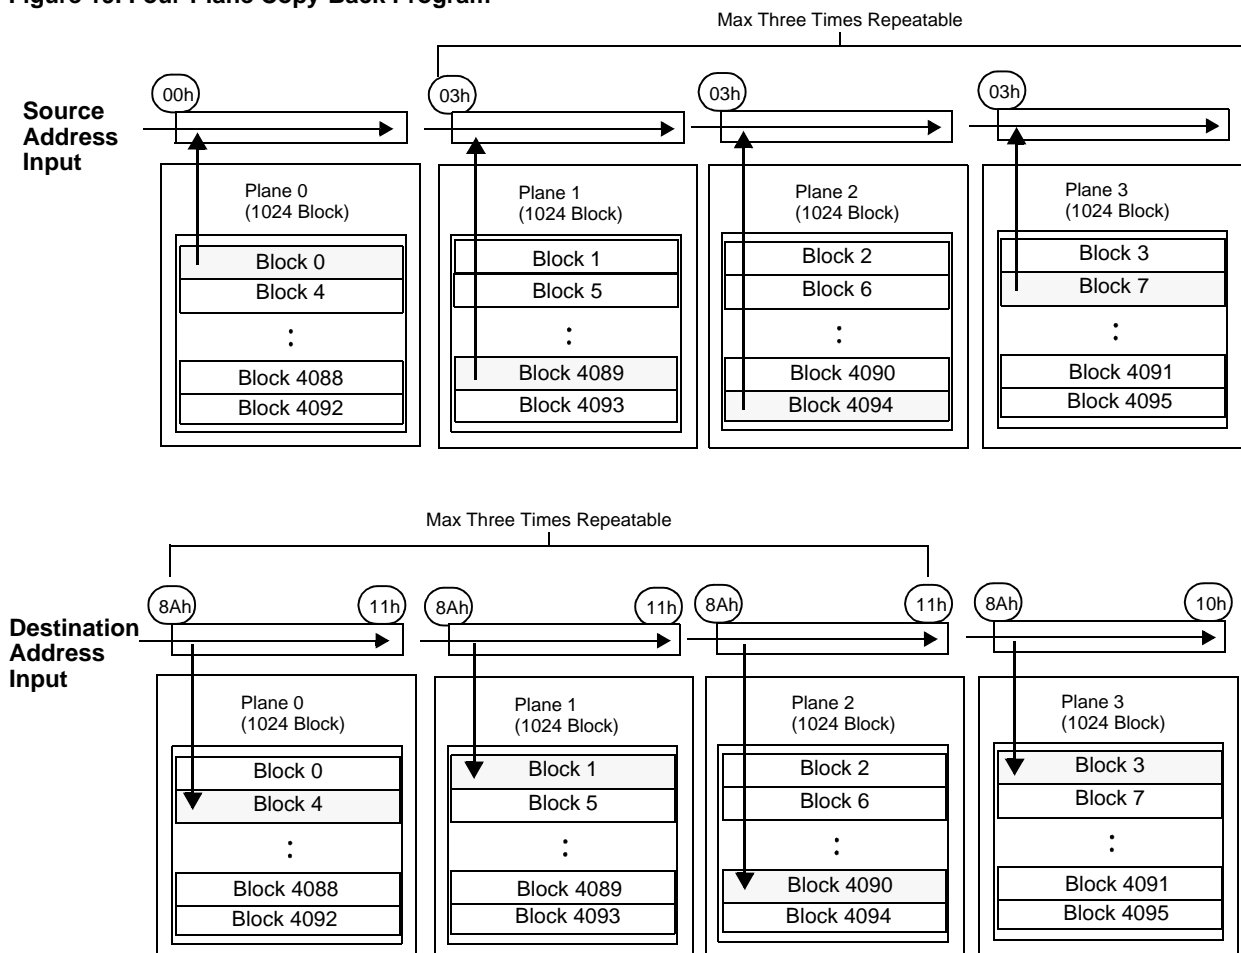 Figure Four Plane Copy Back Program
Max Three Times Repeatable
00h 03h 03h 03h
Source
Address
Input
Plane 0
(1024 Block)
Block 0
Block 4
:
Block 4088
Block 4092
Plane 1
(1024 Block)
Block 1
Block 5
:
Block 4089
Block 4093
Plane 2
(1024 Block)
Block 2
Block 6
:
Block 4090
Block 4094
Plane 3
(1024 Block)
Block 3
Block 7
:
Block 4091
Block 4095
Max Three Times Repeatable
8Ah 11h 8Ah 11h 8Ah 11h 8Ah 10h
Destination
Address
Input
Plane 0
(1024 Block)
Block 0
Block 4
:
Block 4088
Block 4092
Plane 1
(1024 Block)
Block 1
Block 5
:
Block 4089
Block 4093
Plane 2
(1024 Block)
Block 2
Block 6
:
Block 4090
Block 4094
Plane 3
(1024 Block)
Block 3
Block 7
:
Block 4091
Block 4095